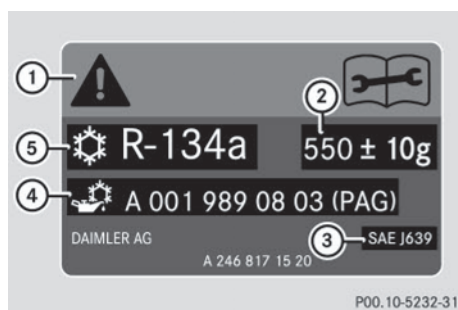 1
2
5 R-134a 550 ± 10g
4 A 001 989 08 03 (PAG)
DAIMLER AG 3 SAE J639
A 246 817 15 20
P00.10-5232-31